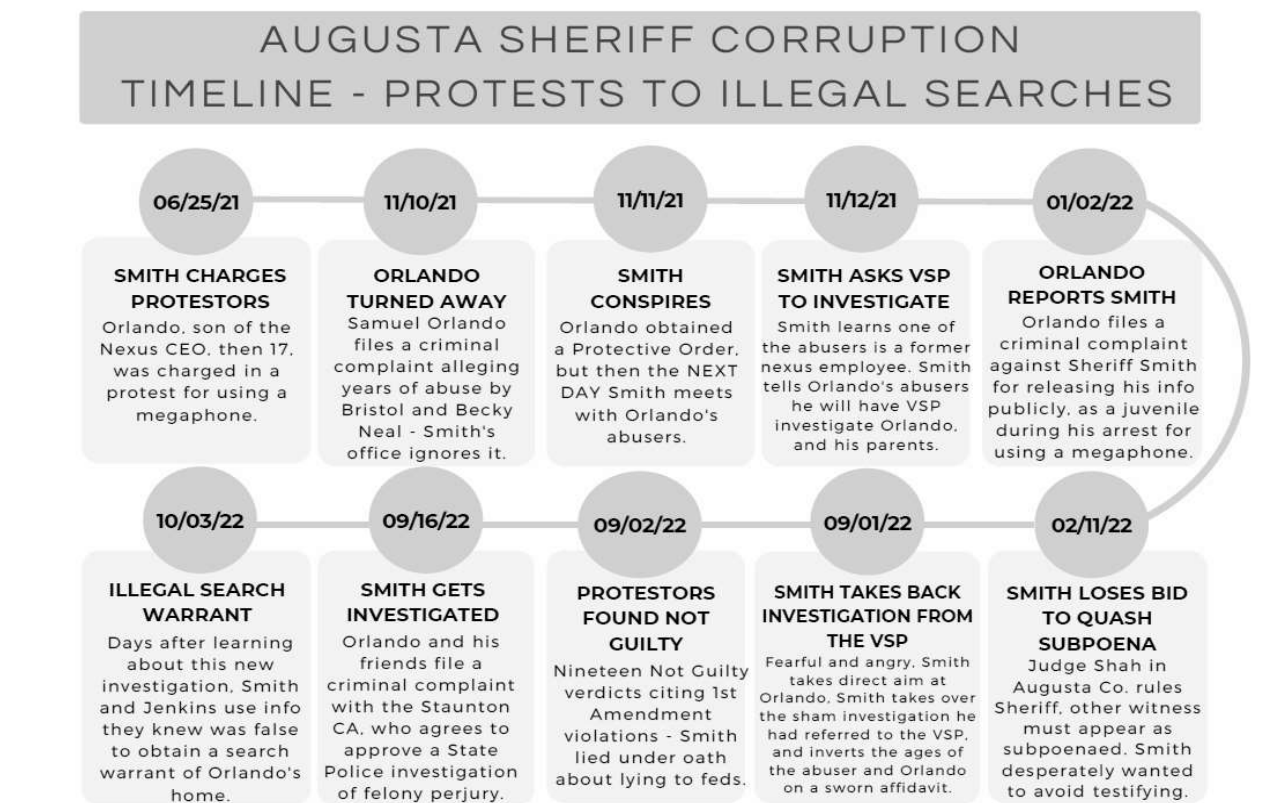 AUGUSTA SHERIFF CORRUPTION
TIMELINE - PROTESTS TO ILLEGAL SEARCHES
06/25/21
SMITH CHARGES
PROTESTORS
Orlando, son of the
Nexus CEO, then 17,
was charged in a
protest for using a
megaphone.
11/10/21
ORLANDO
TURNED AWAY
Samuel Orlando
files a criminal
complaint alleging
years of abuse by
Bristol and Becky
Neal - Smith's
office ignores it.
11/11/21
SMITH
CONSPIRES
Orlando obtained
a Protective Order,
but then the NEXT
DAY Smith meets
with Orlando's
abusers.
11/12/21
SMITH ASKS VSP
TO INVESTIGATE
Smith learns one of
the abusers is a former
nexus employee. Smith
tells Orlando's abusers
he will have VSP
investigate Orlando,
and his parents.
01/02/22
ORLANDO
REPORTS SMITH
Orlando files a
criminal complaint
against Sheriff Smith
for releasing his info
publicly, as a juvenile
during his arrest for
using a megaphone.
02/11/22
SMITH LOSES BID
TO QUASH
SUBPOENA
Judge Shah in
Augusta Co. rules
Sheriff, other witness
must appear as
subpoenaed. Smith
desperately wanted
to avoid testifying.
09/01/22
SMITH TAKES BACK
INVESTIGATION FROM
THE VSP
Fearful and angry, Smith
takes direct aim at
Orlando, Smith takes over
the sham investigation he
had referred to the VSP,
and inverts the ages of
the abuser and Orlando
on a sworn affidavit.
09/02/22
PROTESTORS
FOUND NOT
GUILTY
Nineteen Not Guilty
verdicts citing 1st
Amendment
violations - Smith
lied under oath
about lying to feds.
09/16/22
SMITH GETS
INVESTIGATED
Orlando and his
friends file a
criminal complaint
with the Staunton
CA, who agrees to
approve a State
Police investigation
of felony perjury.
10/03/22
ILLEGAL SEARCH
WARRANT
Days after learning
about this new
investigation, Smith
and Jenkins use info
they knew was false
to obtain a search
warrant of Orlando's
home.